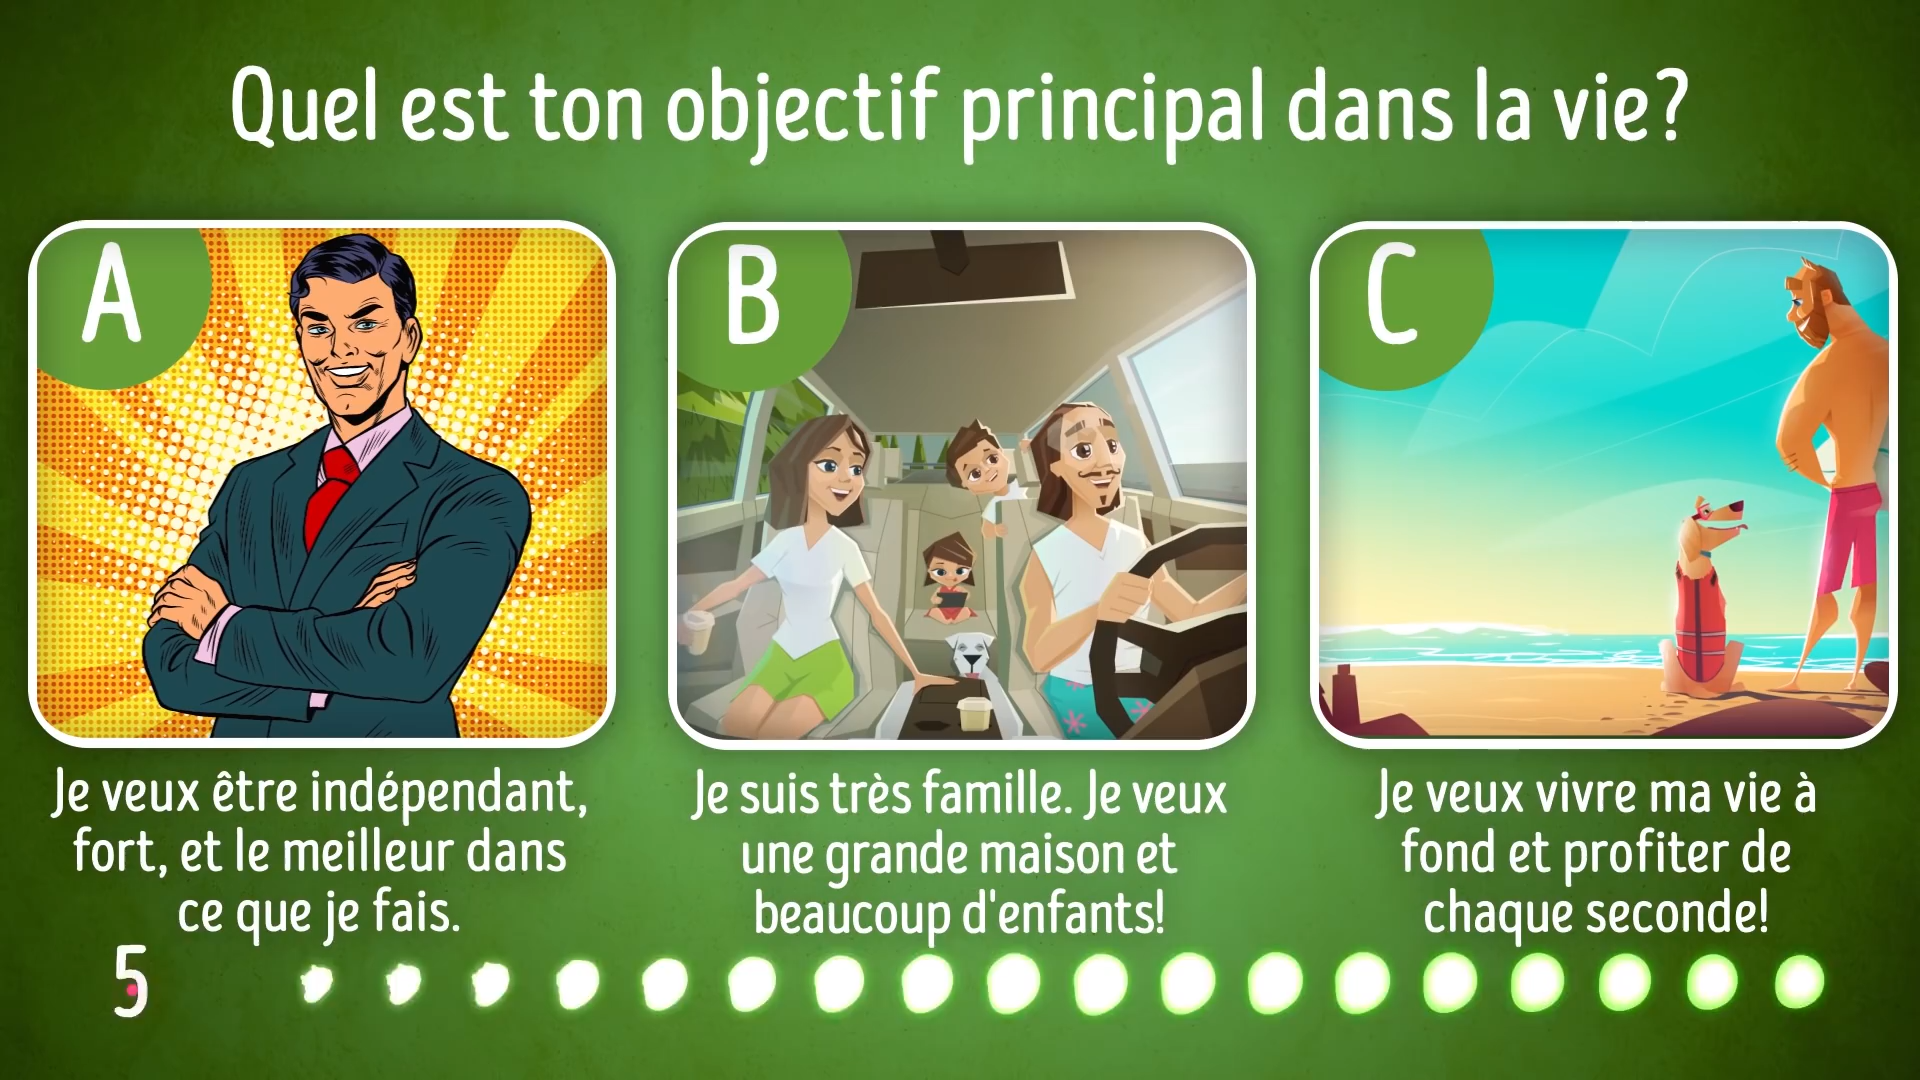 Quel est ton objectif principal dans la vie?
A
B
C
Je veux être indépendant,
fort, et le meilleur dans
ce que je fais.
Je suis très famille. Je veux
une grande maison et
beaucoup d'enfants!
Je veux vivre ma vie à
fond et profiter de
chaque seconde!
5